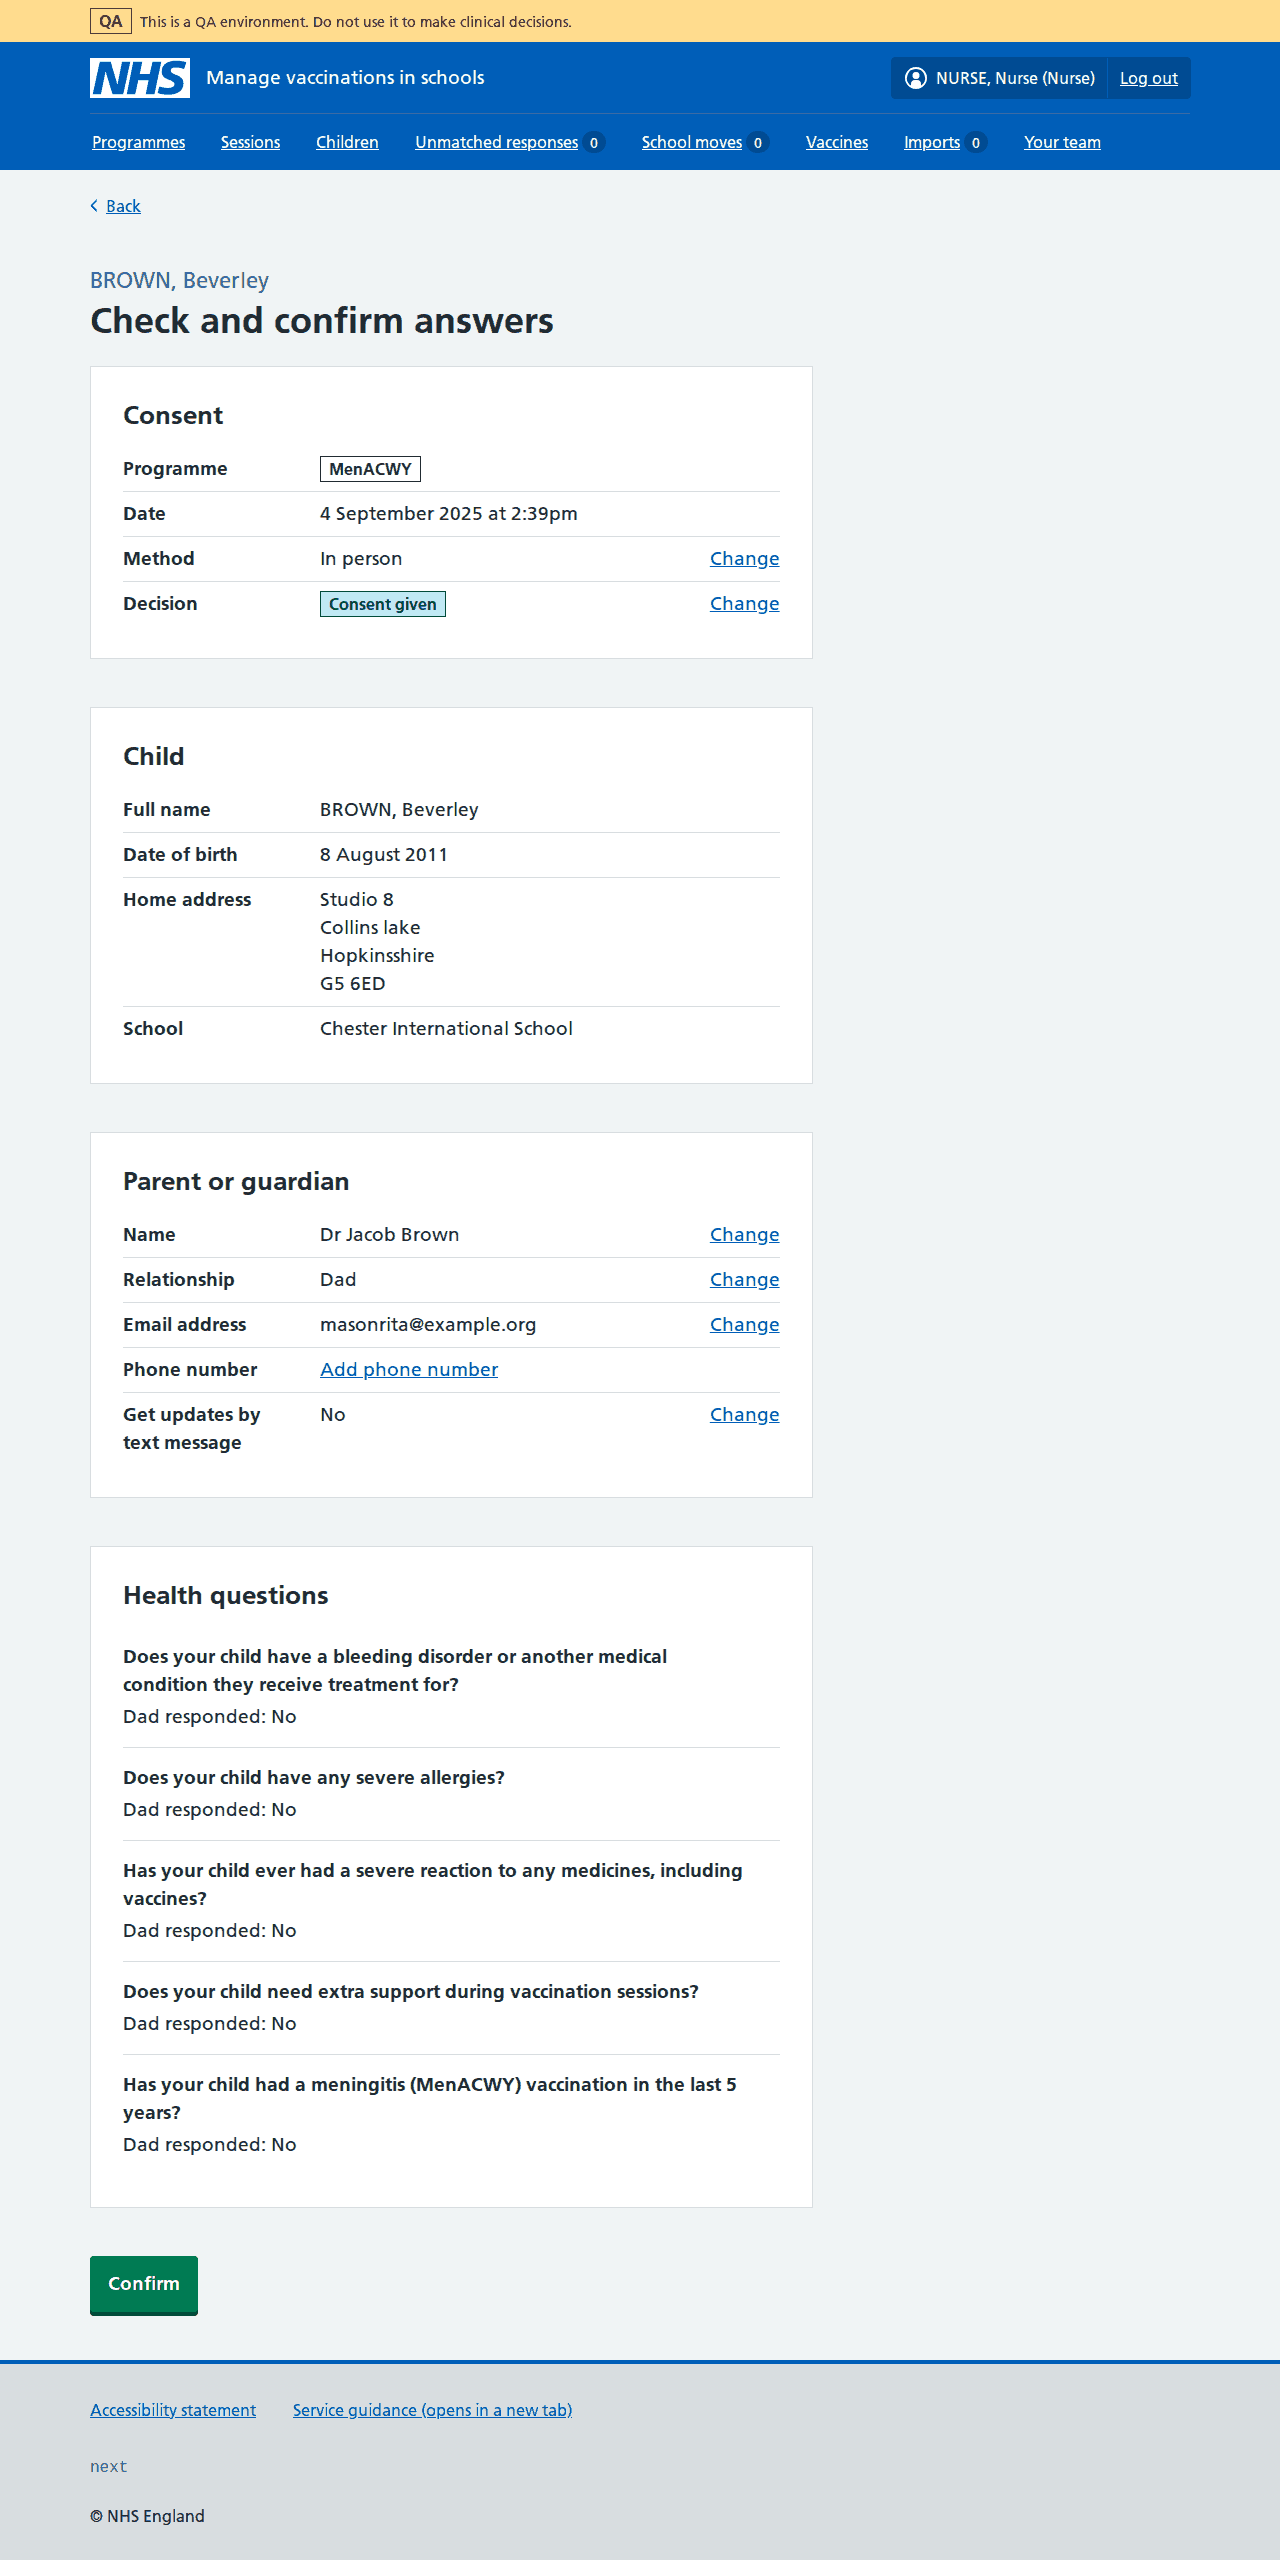 QA This is a QA environment. Do not use it to make clinical decisions.
NHS Manage vaccinations in schools NURSE, Nurse (Nurse) Log out
Programmes Sessions Children Unmatched responses 0 School moves 0 Vaccines Imports 0 Your team
Back
BROWN, Beverley
Check and confirm answers
Consent
Programme MenACWY
Date 4 September 2025 at 2:39pm
Method In person Change
Decision Consent given Change
Child
Full name BROWN, Beverley
Date of birth 8 August 2011
Home address Studio 8
Collins lake
Hopkinsshire
G5 6ED
School Chester International School
Parent or guardian
Name Dr Jacob Brown Change
Relationship Dad Change
Email address masonrita@example.org Change
Phone number Add phone number
Get updates by No Change
text message
Health questions
Does your child have a bleeding disorder or another medical
condition they receive treatment for?
Dad responded: No
Does your child have any severe allergies?
Dad responded: No
Has your child ever had a severe reaction to any medicines, including
vaccines?
Dad responded: No
Does your child need extra support during vaccination sessions?
Dad responded: No
Has your child had a meningitis (MenACWY) vaccination in the last 5
years?
Dad responded: No
Confirm
Accessibility statement Service guidance (opens in a new tab)
next
© NHS England